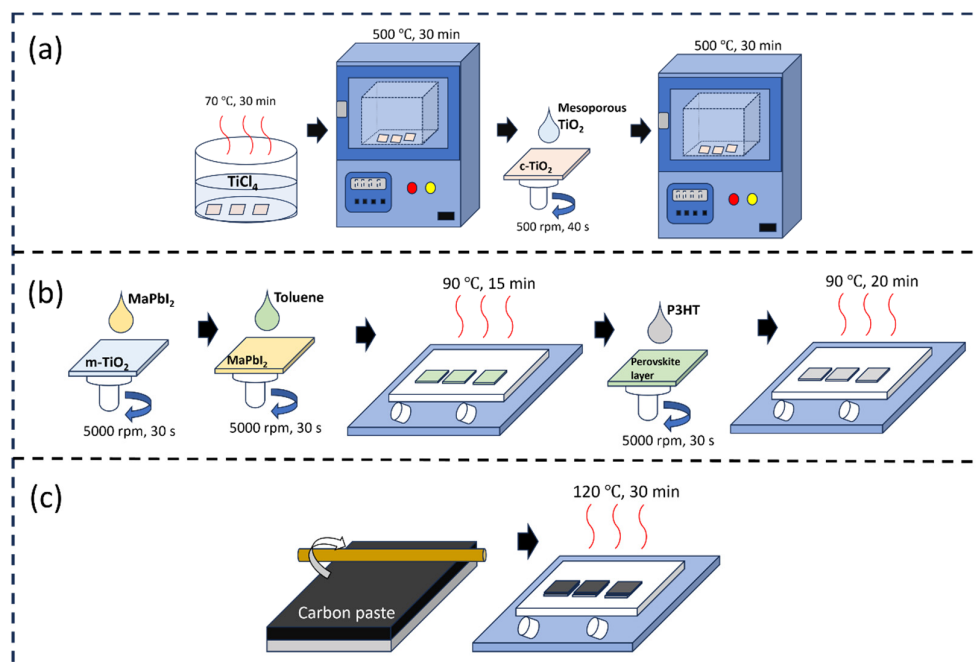 (a)
70 ℃, 30 min
TiCl₄
500 ℃, 30 min
Mesoporous
TiO₂
c-TiO₂
500 rpm, 40 s
500 ℃, 30 min
(b)
MaPbI₂
m-TiO₂
5000 rpm, 30 s
Toluene
MaPbI₂
5000 rpm, 30 s
90 ℃, 15 min
P3HT
Perovskite
layer
5000 rpm, 30 s
90 ℃, 20 min
(c)
Carbon paste
120 ℃, 30 min